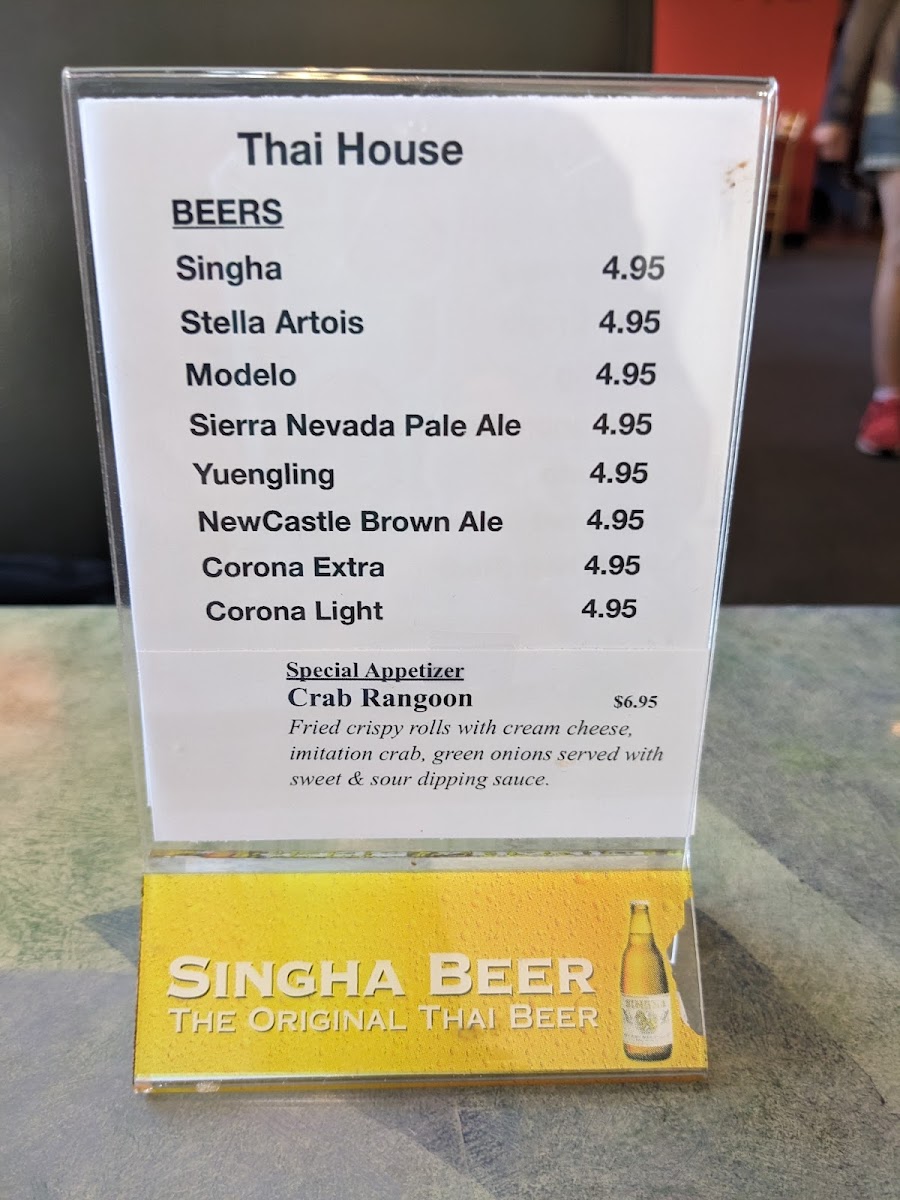 Thai House
BEERS
Singha 4.95
Stella Artois 4.95
Modelo 4.95
Sierra Nevada Pale Ale 4.95
Yuengling 4.95
NewCastle Brown Ale 4.95
Corona Extra 4.95
Corona Light 4.95
Special Appetizer
Crab Rangoon $6.95
Fried crispy rolls with cream cheese,
imitation crab, green onions served with
sweet & sour dipping sauce.
SINGHA BEER
THE ORIGINAL THAI BEER
SINGHA